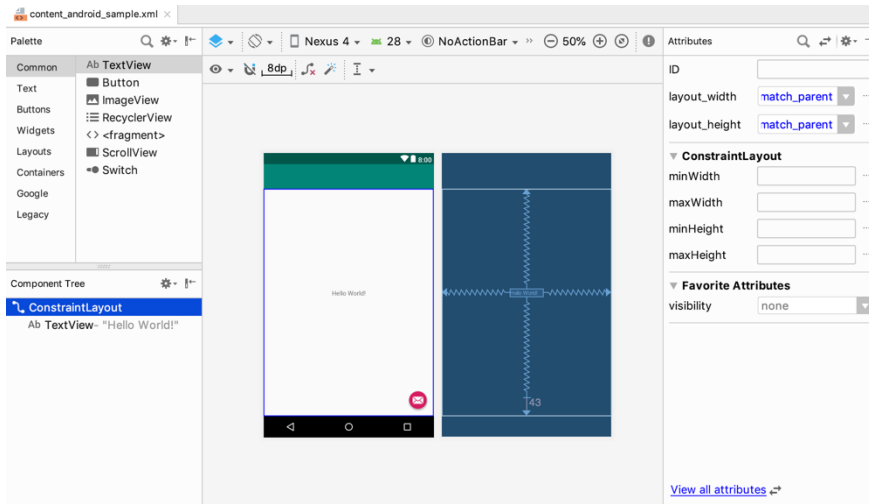 content_android_sample.xml
Palette
Nexus 4
28
NoActionBar
50%
Attributes
Common
Text
Buttons
Widgets
Layouts
Containers
Google
Legacy
Ab TextView
Button
ImageView
RecyclerView
<fragment>
ScrollView
Switch
8dp
ID
layout_width match_parent
layout_height match_parent
ConstraintLayout
minWidth
maxWidth
minHeight
maxHeight
Favorite Attributes
visibility none
View all attributes
8:00
Hello World!
Hello World!
43
Component Tree
ConstraintLayout
Ab TextView- "Hello World!"